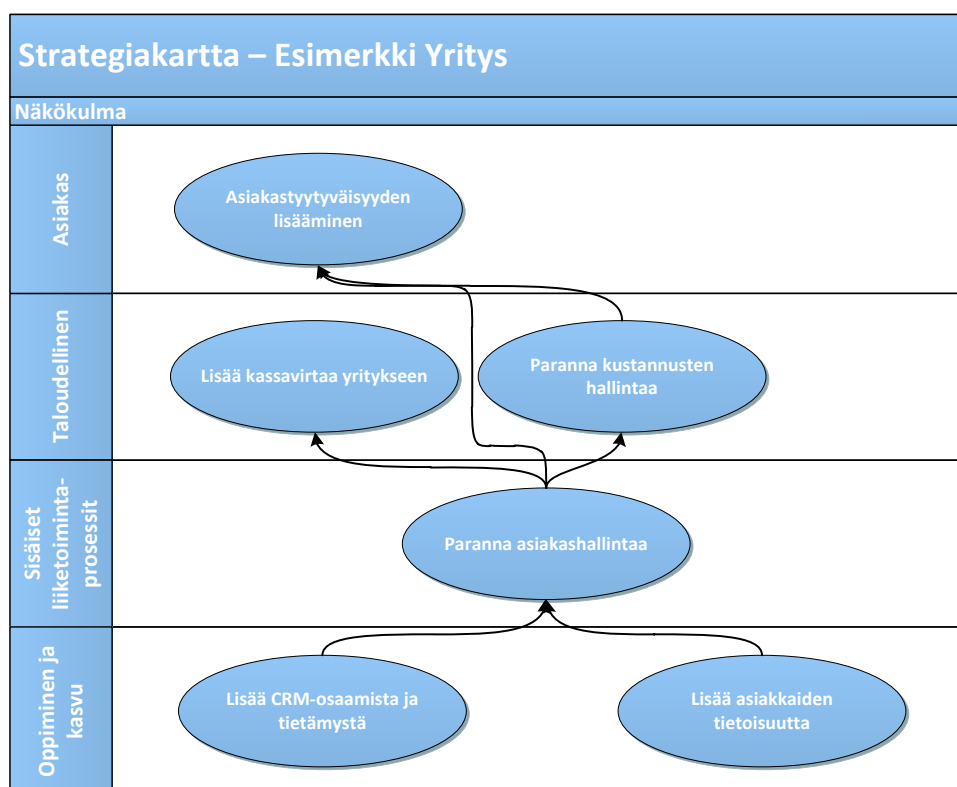 Strategiakartta – Esimerkki Yritys
Näkökulma
Asiakas
Asiakastyytyväisyyden
lisääminen
Taloudellinen
Lisää kassavirtaa yritykseen
Paranna kustannusten
hallintaa
Sisäiset
liiketoiminta-
prosessit
Paranna asiakashallintaa
Oppiminen ja
kasvu
Lisää CRM-osaamista ja
tietämystä
Lisää asiakkaiden
tietoisuutta